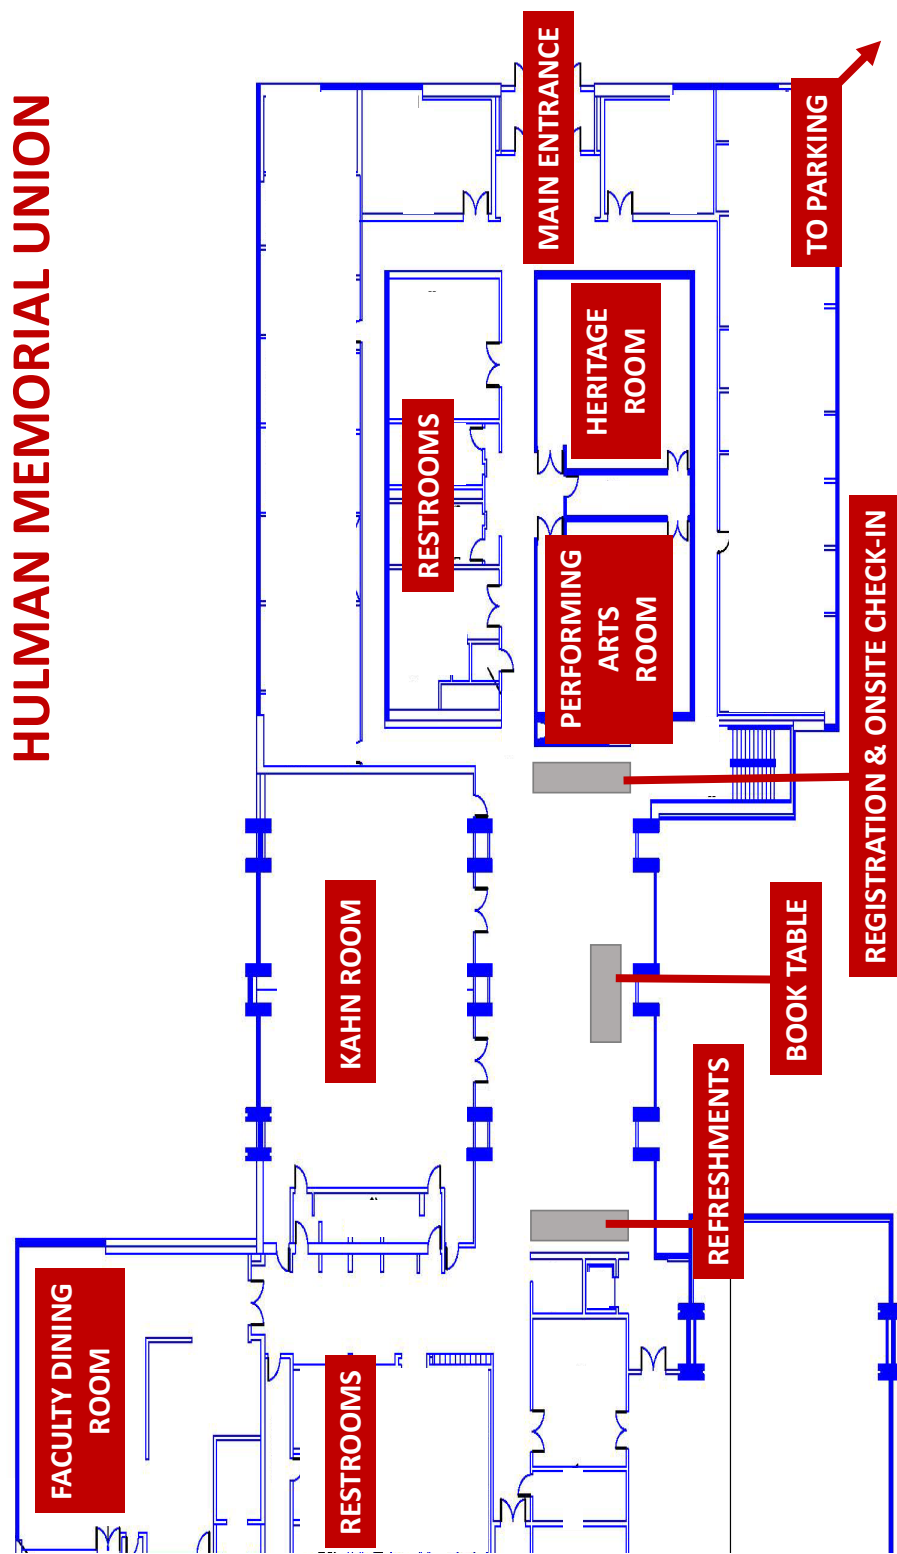 HULMAN MEMORIAL UNION
FACULTY DINING
ROOM
RESTROOMS
KAHN ROOM
RESTROOMS
MAIN ENTRANCE
HERITAGE
ROOM
PERFORMING
ARTS
ROOM
REFRESHMENTS
BOOK TABLE
TO PARKING
REGISTRATION & ONSITE CHECK-IN